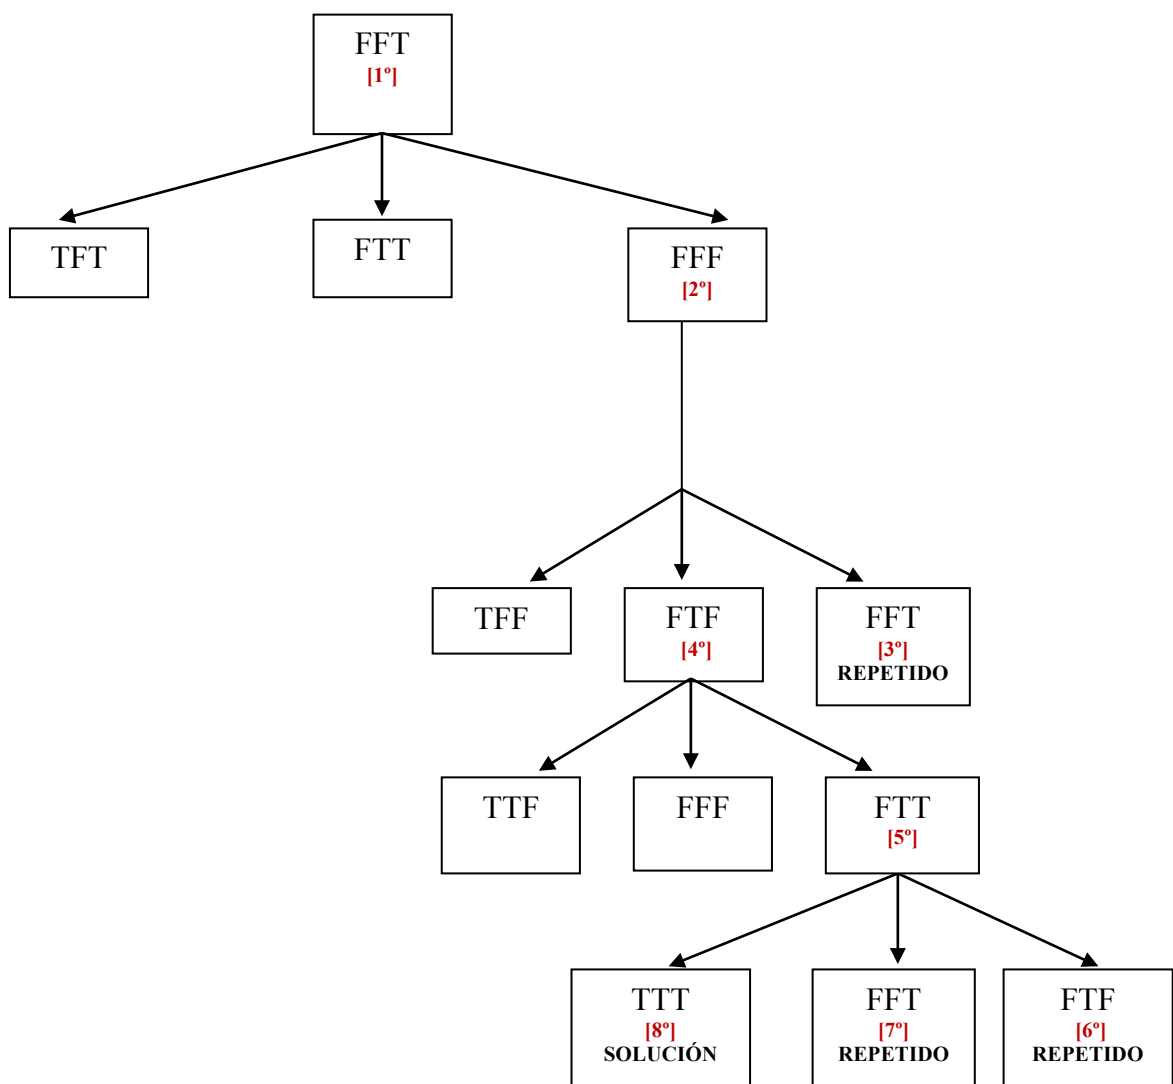 FFT
[1º]
TFT
FTT
FFF
[2º]
TFF
FTF
[4º]
FFT
[3º]
REPETIDO
TTF
FFF
FTT
[5º]
TTT
[8º]
SOLUCIÓN
FFT
[7º]
REPETIDO
FTF
[6º]
REPETIDO